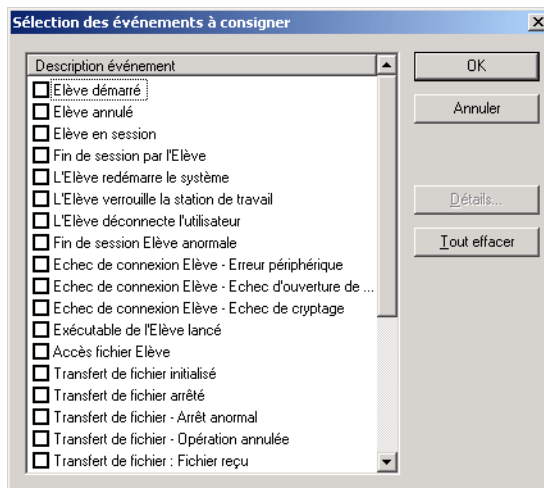 Sélection des événements à consigner
Description événement
Elève démarré
Elève annulé
Elève en session
Fin de session par l'Elève
L'Elève redémarre le système
L'Elève verrouille la station de travail
L'Elève déconnecte l'utilisateur
Fin de session Elève anormale
Echec de connexion Elève - Erreur périphérique
Echec de connexion Elève - Echec d'ouverture de ...
Echec de connexion Elève - Echec de cryptage
Exécutable de l'Elève lancé
Accès fichier Elève
Transfert de fichier initialisé
Transfert de fichier arrêté
Transfert de fichier - Arrêt anormal
Transfert de fichier - Opération annulée
Transfert de fichier : Fichier reçu
OK
Annuler
Détails...
Tout effacer